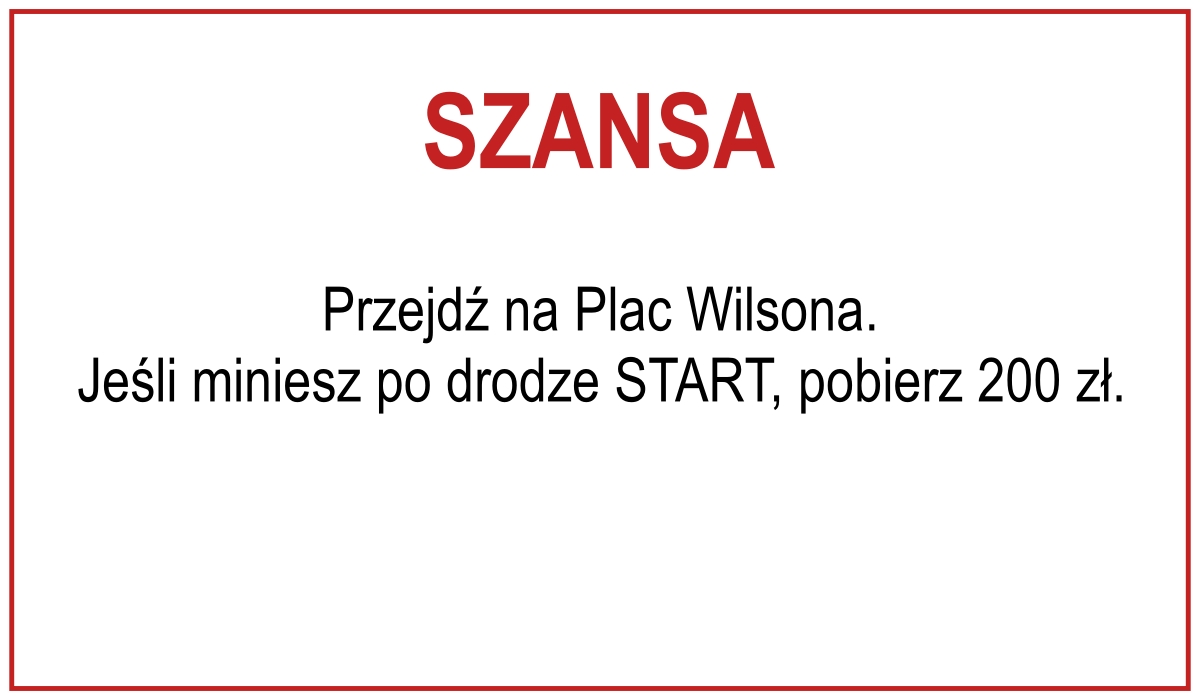 SZANSA
Przejdź na Plac Wilsona.
Jeśli miniesz po drodze START, pobierz 200 zł.